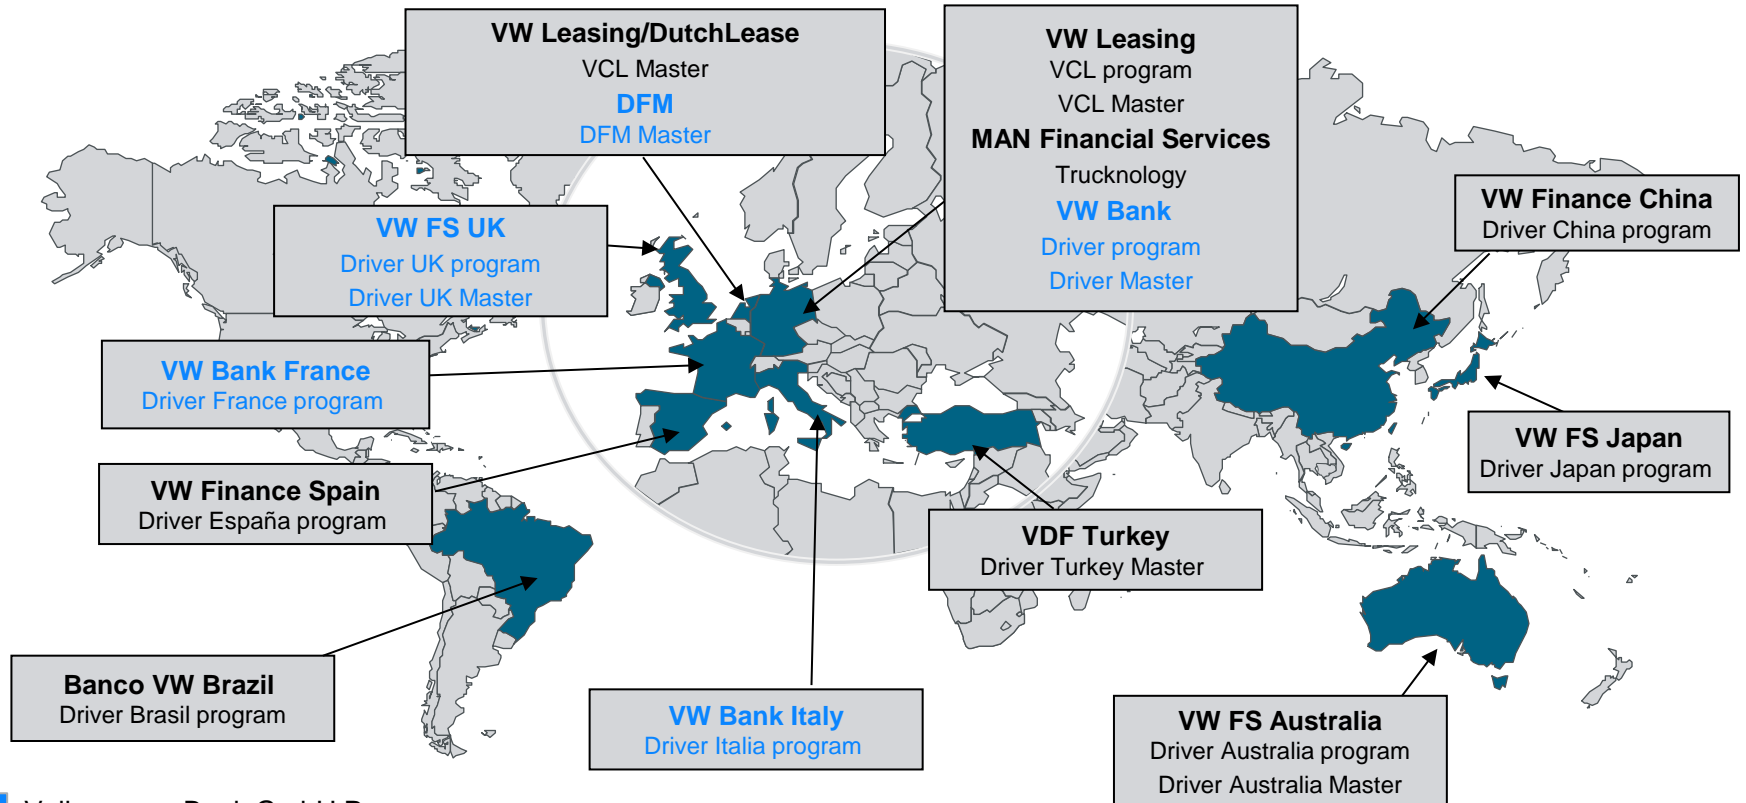 VW Leasing/DutchLease
VCL Master
DFM
DFM Master
VW Leasing
VCL program
VCL Master
MAN Financial Services
Trucknology
VW Bank
Driver program
Driver Master
VW Finance China
Driver China program
VW FS UK
Driver UK program
Driver UK Master
VW Bank France
Driver France program
VW FS Japan
Driver Japan program
VW Finance Spain
Driver España program
VDF Turkey
Driver Turkey Master
Banco VW Brazil
Driver Brasil program
VW Bank Italy
Driver Italia program
VW FS Australia
Driver Australia program
Driver Australia Master